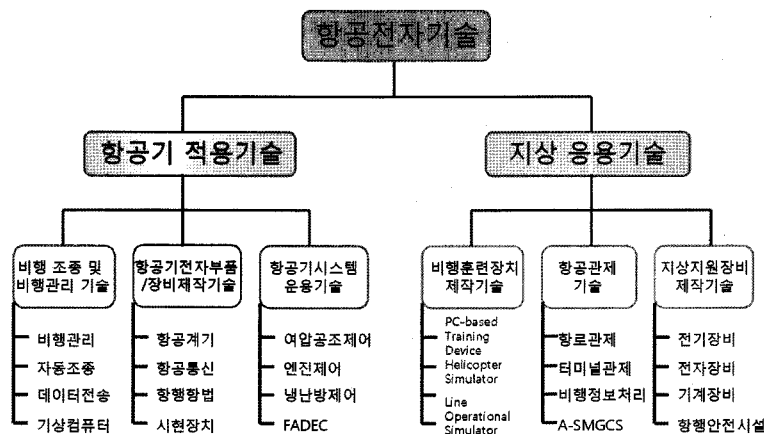 항공전자기술
항공기 적용기술
지상 응용기술
비행 조종 및
비행관리 기술
항공기전자부품
/장비제작기술
항공기시스템
운용기술
비행훈련장치
제작기술
항공관제
기술
지상지원장비
제작기술
비행관리
자동조종
데이터전송
기상컴퓨터
항공계기
항공통신
항행항법
시현장치
여압공조제어
엔진제어
냉난방제어
FADEC
PC-based
Training
Device
Helicopter
Simulator
Line
Operational
Simulator
항로관제
터미널관제
비행정보처리
A-SMGCS
전기장비
전자장비
기계장비
항행안전시설